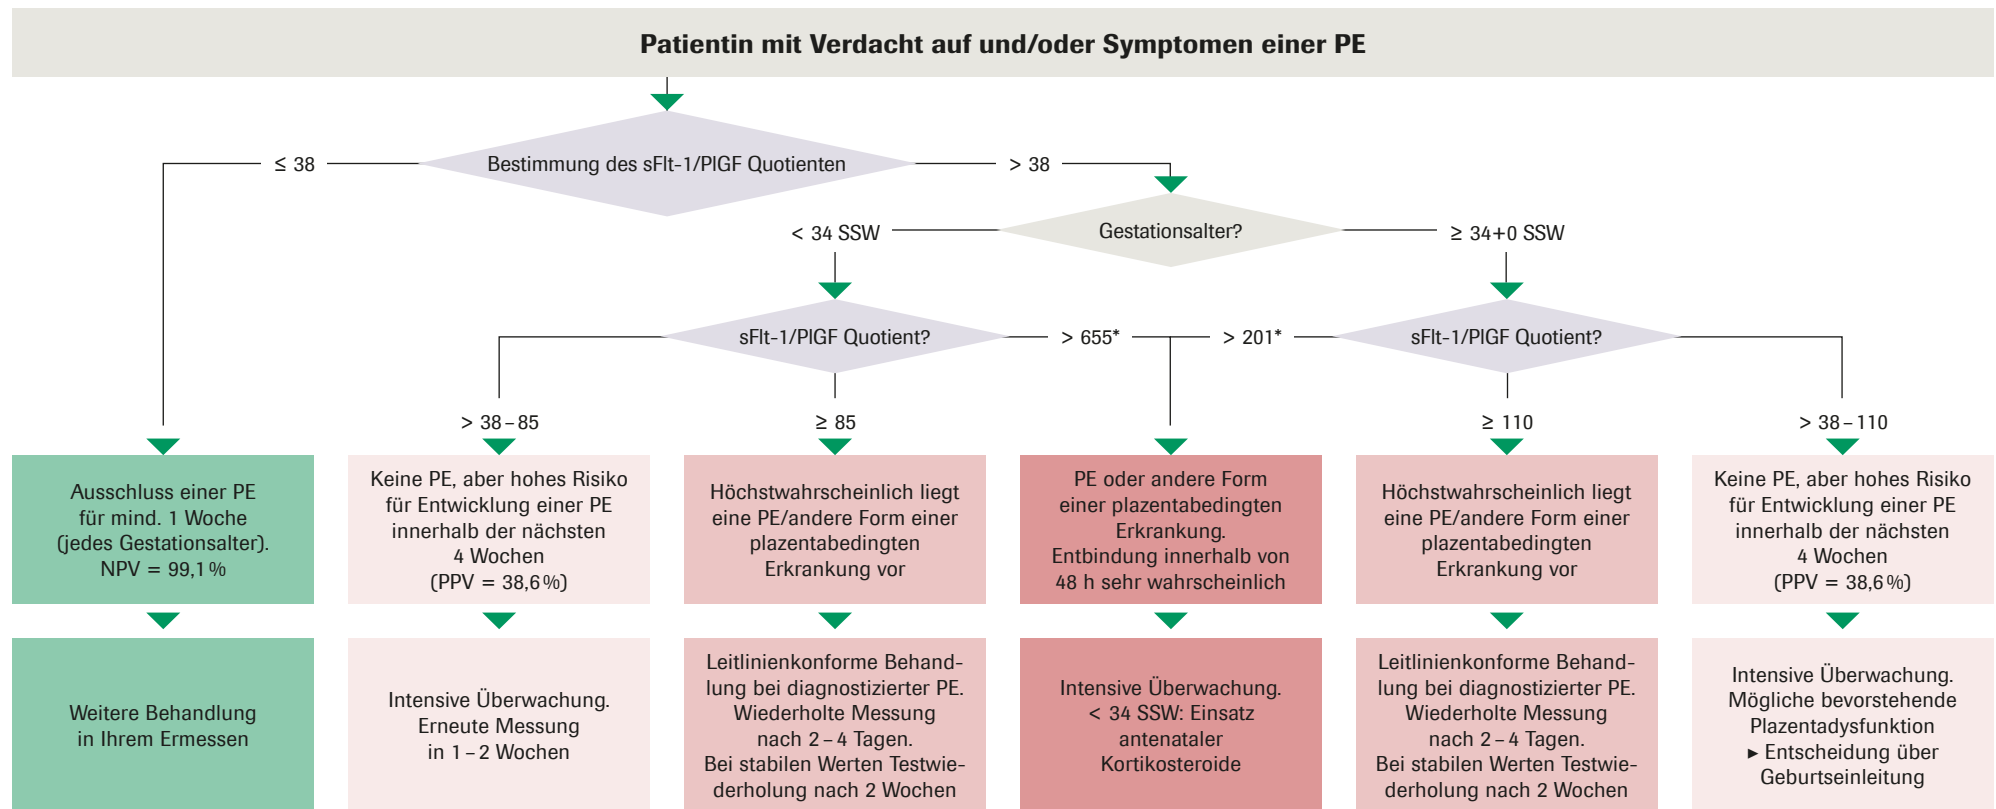 Patientin mit Verdacht auf und/oder Symptomen einer PE
≤ 38
Bestimmung des sFlt-1/PlGF Quotienten
> 38
< 34 SSW
Gestationsalter?
≥ 34+0 SSW
sFlt-1/PlGF Quotient?
> 655*
> 201*
sFlt-1/PlGF Quotient?
> 38 – 85
≥ 85
≥ 110
> 38 – 110
Ausschluss einer PE
für mind. 1 Woche
(jedes Gestationsalter).
NPV = 99,1 %
Keine PE, aber hohes Risiko
für Entwicklung einer PE
innerhalb der nächsten
4 Wochen
(PPV = 38,6 %)
Höchstwahrscheinlich liegt
eine PE/andere Form einer
plazentabedingten
Erkrankung vor
PE oder andere Form
einer plazentabedingten
Erkrankung.
Entbindung innerhalb von
48 h sehr wahrscheinlich
Höchstwahrscheinlich liegt
eine PE/andere Form einer
plazentabedingten
Erkrankung vor
Keine PE, aber hohes Risiko
für Entwicklung einer PE
innerhalb der nächsten
4 Wochen
(PPV = 38,6 %)
Weitere Behandlung
in Ihrem Ermessen
Intensive Überwachung.
Erneute Messung
in 1 – 2 Wochen
Leitlinienkonforme Behand-
lung bei diagnostizierter PE.
Wiederholte Messung
nach 2 – 4 Tagen.
Bei stabilen Werten Testwie-
derholung nach 2 Wochen
Intensive Überwachung.
< 34 SSW: Einsatz
antenataler
Kortikosteroide
Leitlinienkonforme Behand-
lung bei diagnostizierter PE.
Wiederholte Messung
nach 2 – 4 Tagen.
Bei stabilen Werten Testwie-
derholung nach 2 Wochen
Intensive Überwachung.
Mögliche bevorstehende
Plazentadysfunktion
► Entscheidung über
Geburtseinleitung